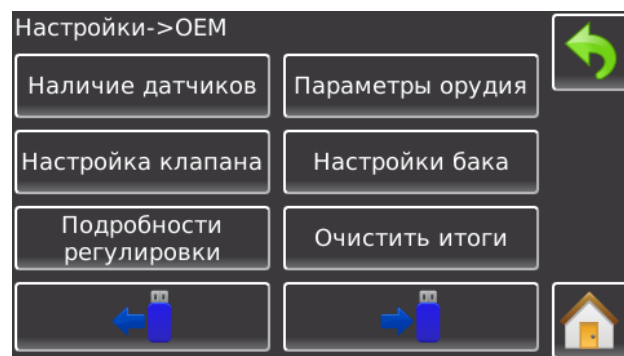 Настройки->OEM
Наличие датчиков
Параметры орудия
Настройка клапана
Настройки бака
Подробности
регулировки
Очистить итоги